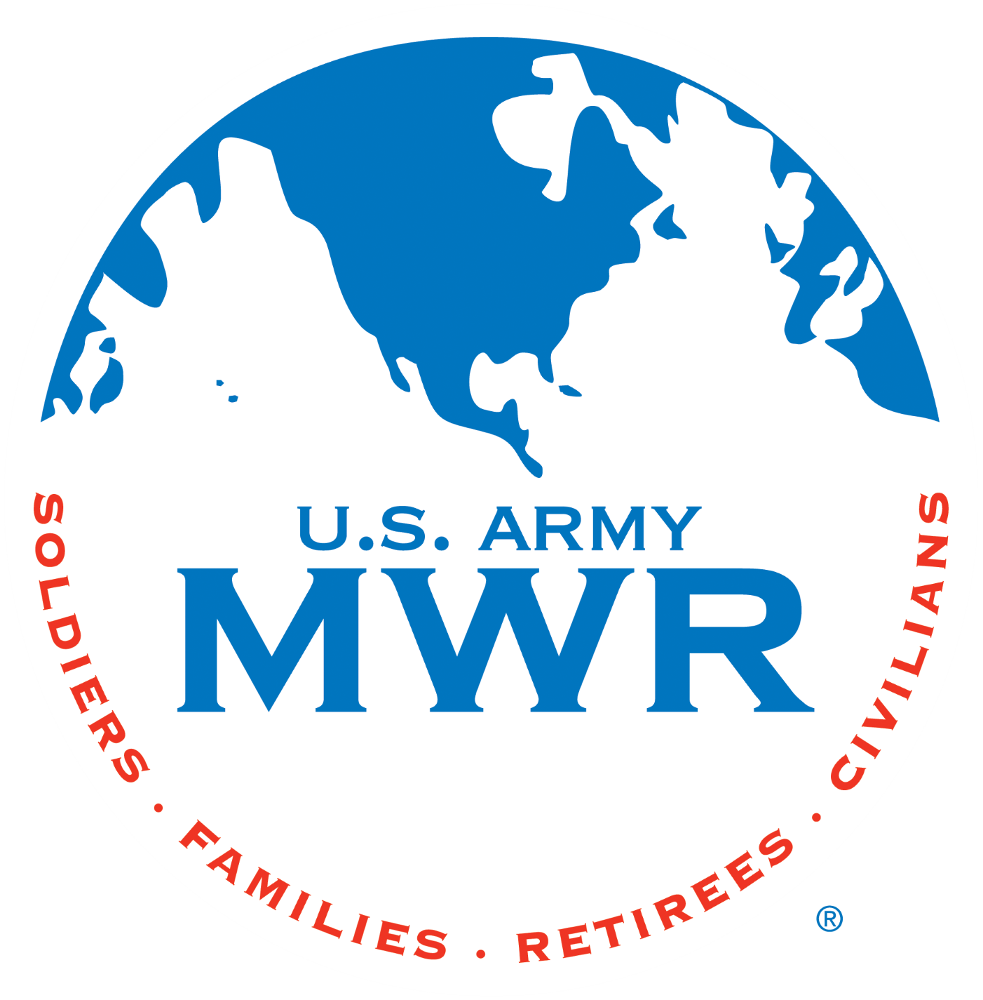 U.S. ARMY
MWR
SOLDIERS · FAMILIES · RETIREES · CIVILIANS
®